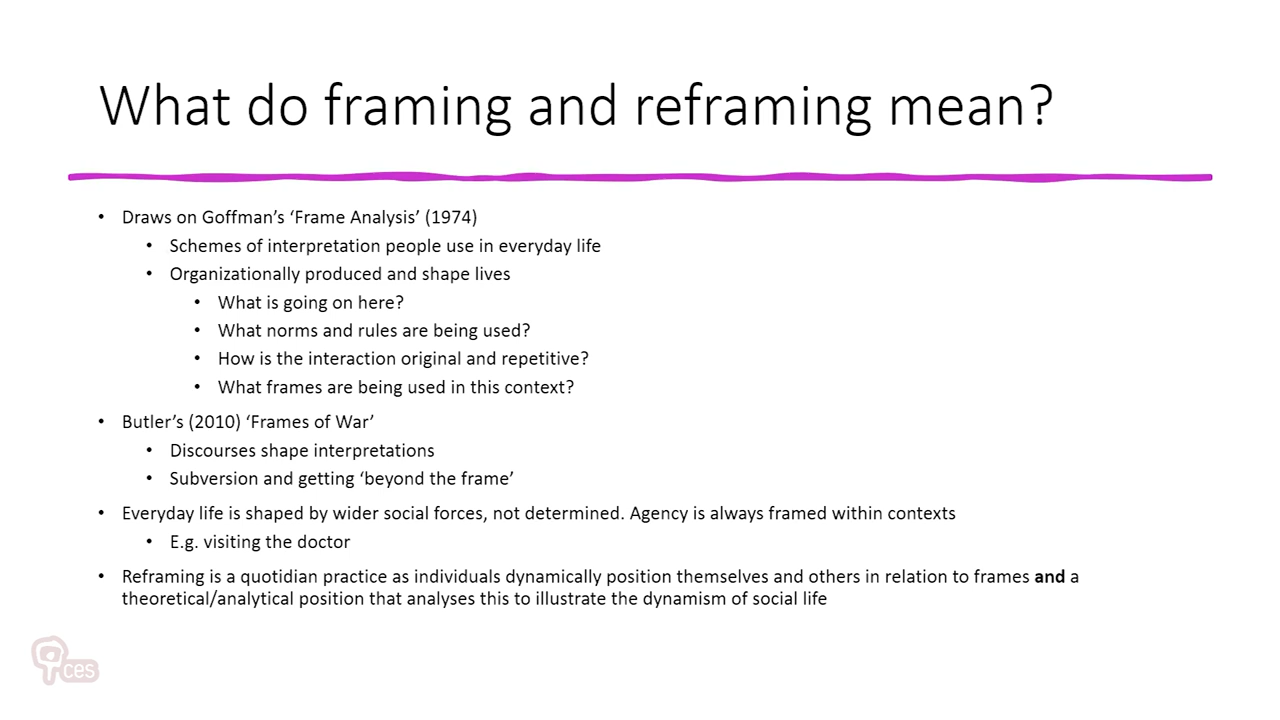 What do framing and reframing mean?
• Draws on Goffman’s ‘Frame Analysis’ (1974)
• Schemes of interpretation people use in everyday life
• Organizationally produced and shape lives
• What is going on here?
• What norms and rules are being used?
• How is the interaction original and repetitive?
• What frames are being used in this context?
• Butler’s (2010) ‘Frames of War’
• Discourses shape interpretations
• Subversion and getting ‘beyond the frame’
• Everyday life is shaped by wider social forces, not determined. Agency is always framed within contexts
• E.g. visiting the doctor
• Reframing is a quotidian practice as individuals dynamically position themselves and others in relation to frames and a
theoretical/analytical position that analyses this to illustrate the dynamism of social life
ces